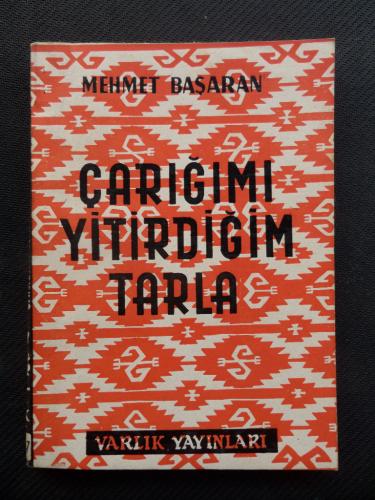 MEHMET BAŞARAN
ÇARIĞIMI
YİTİRDİĞİM
TARLA
VARLIK YAYINLARI